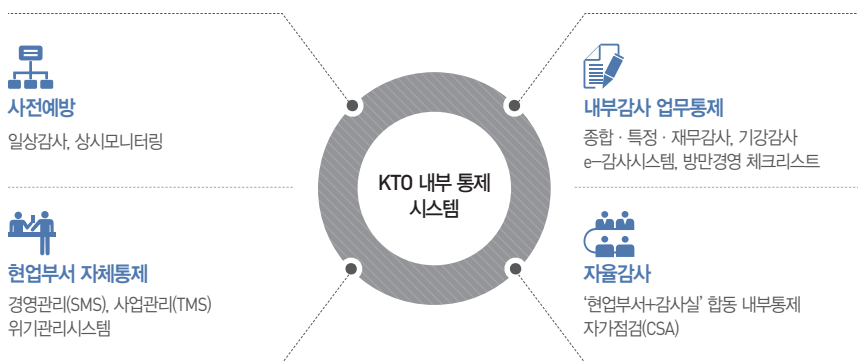 사전예방
일상감사, 상시모니터링
내부감사 업무통제
종합 · 특정 · 재무감사, 기강감사
e-감사시스템, 방만경영 체크리스트
KTO 내부 통제
시스템
현업부서 자체통제
경영관리(SMS), 사업관리(TMS)
위기관리시스템
자율감사
‘현업부서+감사실’ 합동 내부통제
자가점검(CSA)